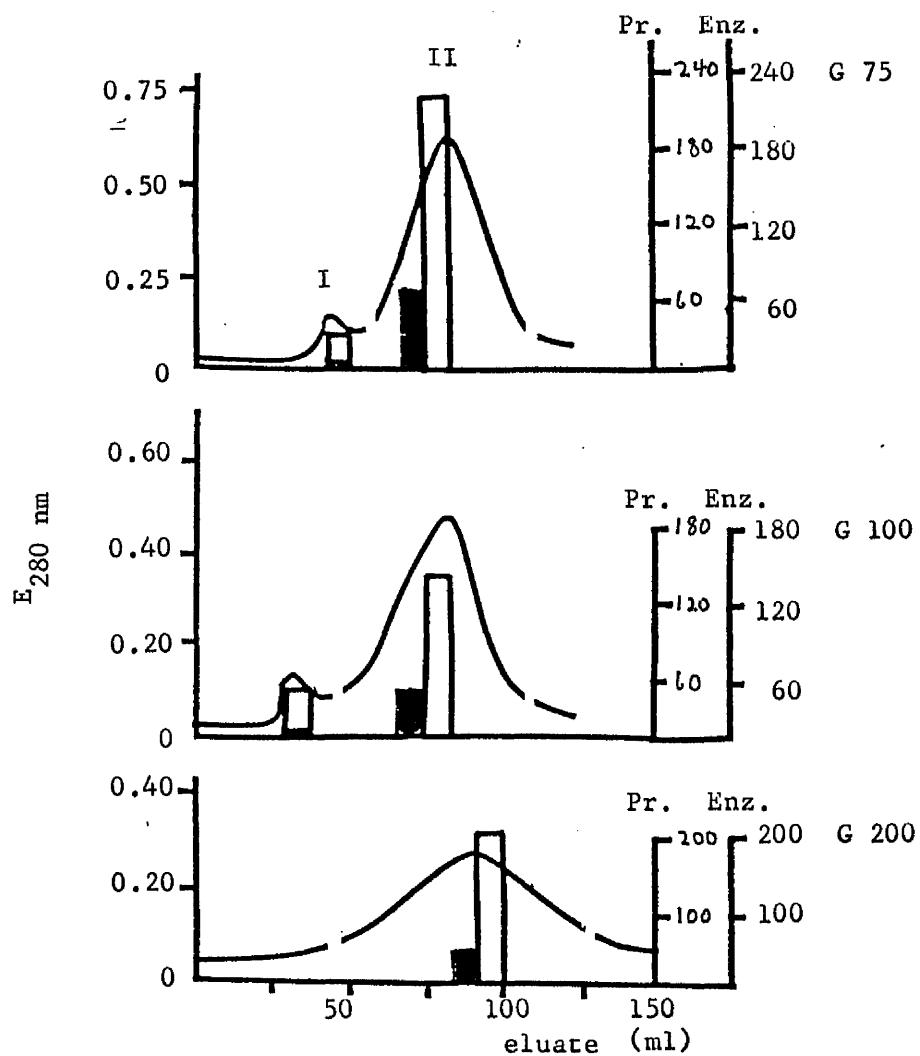 Pr. Enz.
II
0.75
240 240 G 75
I
180 180
0.50
120 120
0.25
60 60
0
E280 nm
0.60
Pr. Enz.
180 180 G 100
0.40
120 120
0.20
60 60
0
0.40
Pr. Enz.
200 200 G 200
0.20
100 100
0
50 100 150
eluate (ml)